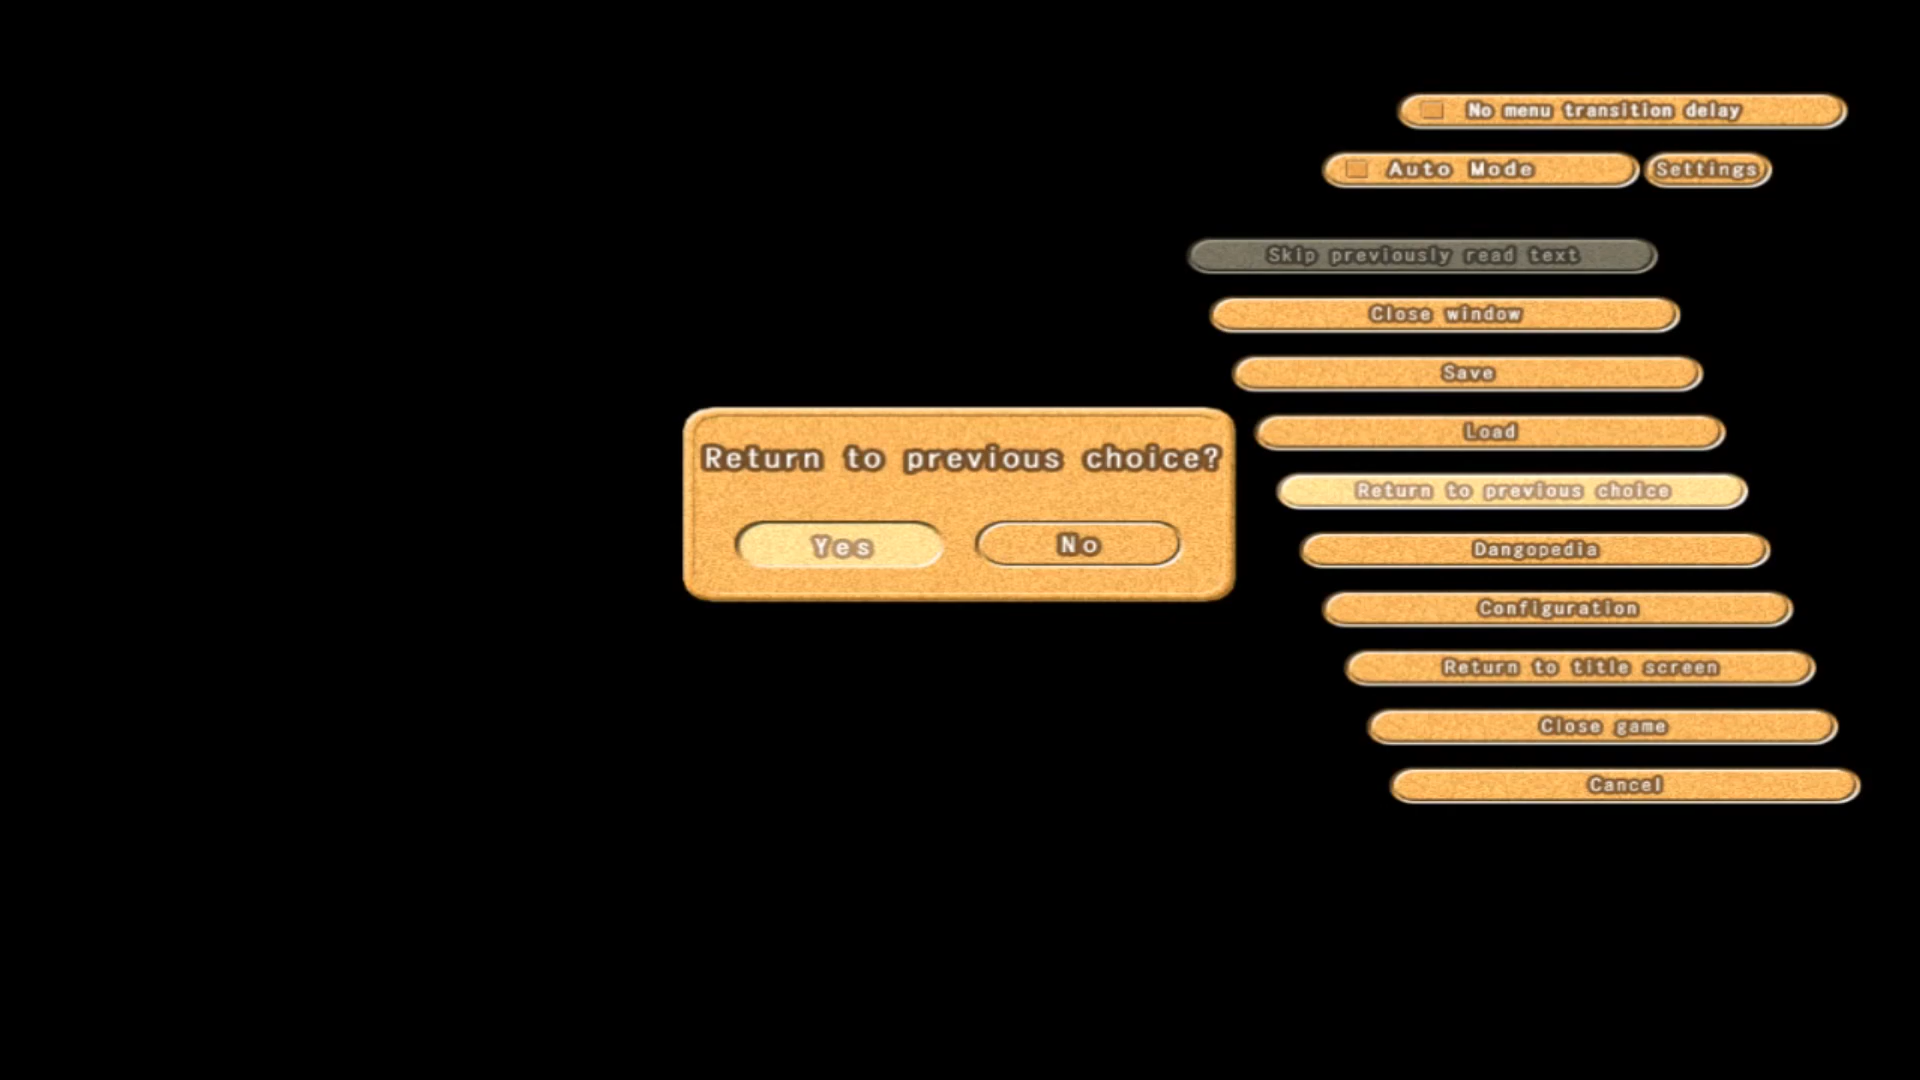 No menu transition delay
Auto Mode
Settings
Skip previously read text
Close window
Save
Load
Return to previous choice?
Yes
No
Return to previous choice
Dangopedia
Configuration
Return to title screen
Close game
Cancel